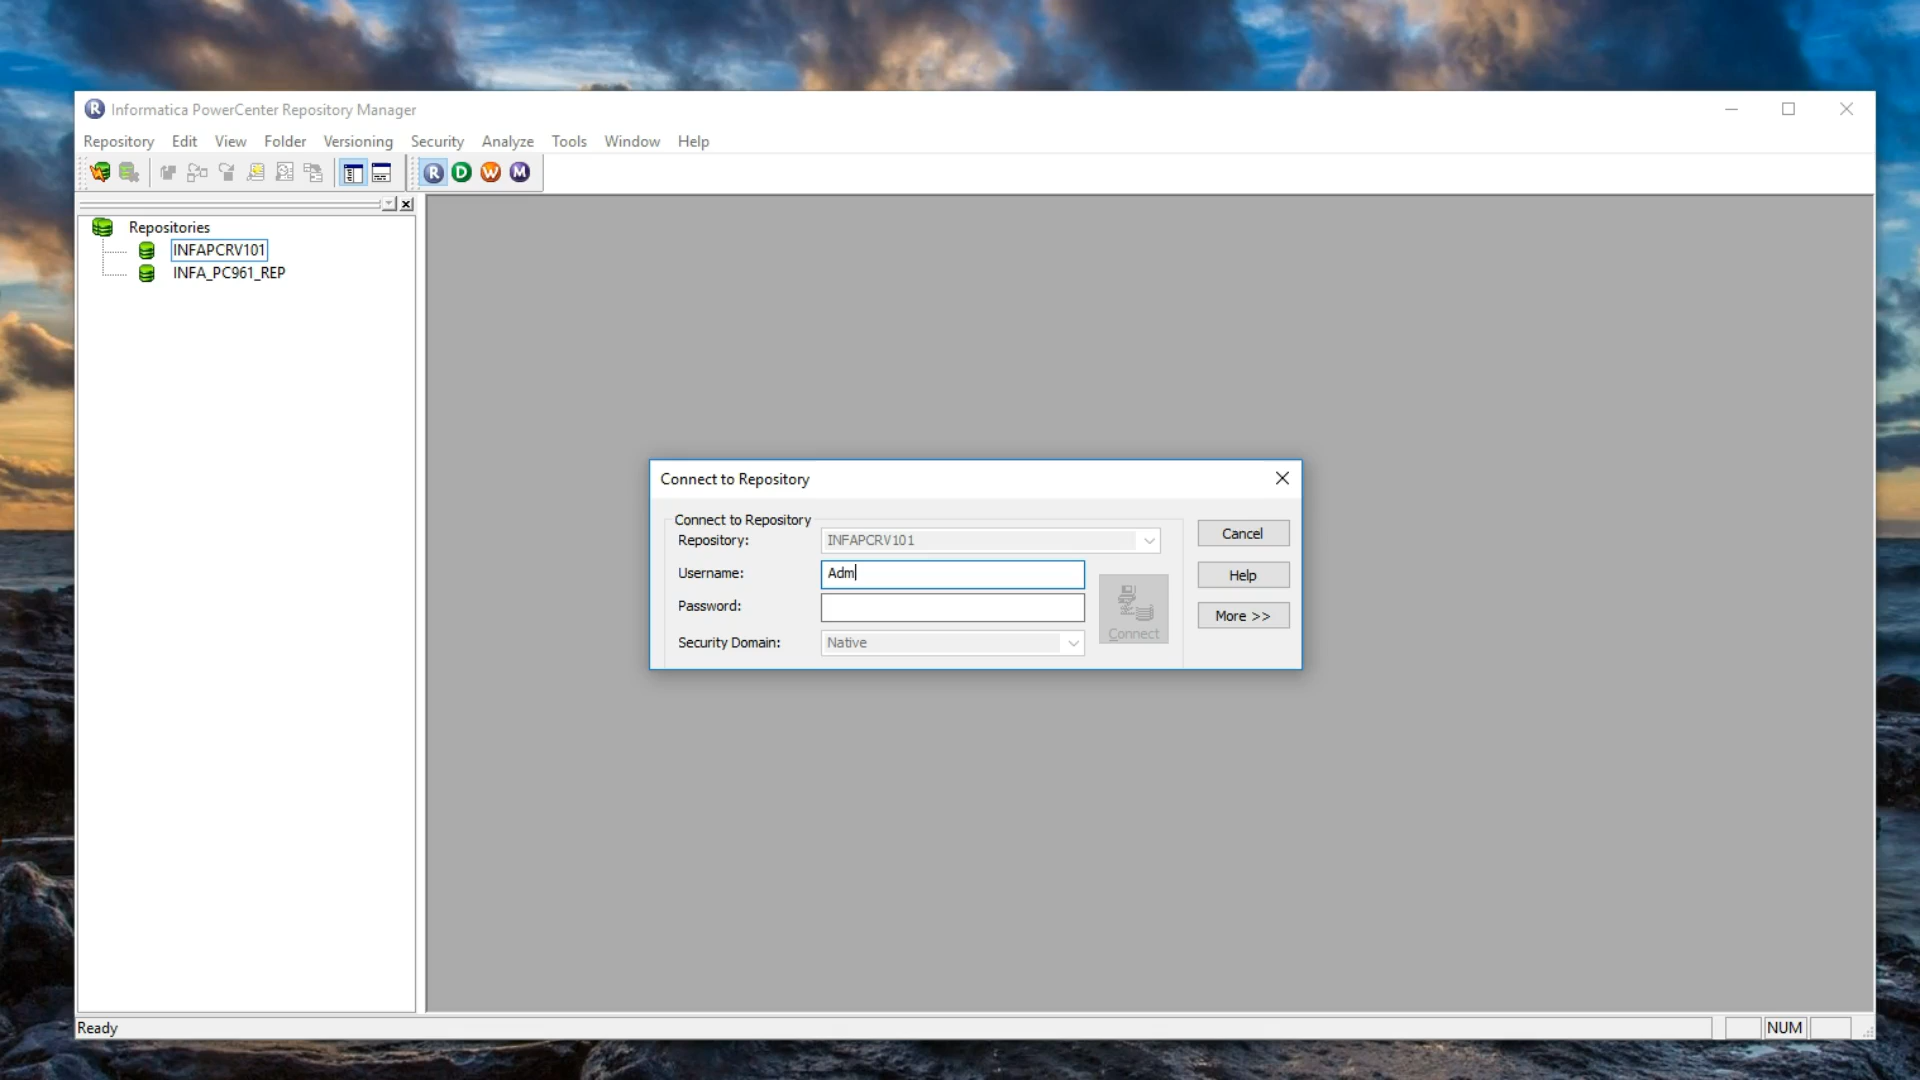 R Informatica PowerCenter Repository Manager
Repository Edit View Folder Versioning Security Analyze Tools Window Help
R D W M
Repositories
INFAPCRV101
INFA_PC961_REP
Connect to Repository
Connect to Repository
Repository: INFAPCRV101
Cancel
Username: Adm
Help
Password:
Connect
More >>
Security Domain: Native
Ready
NUM